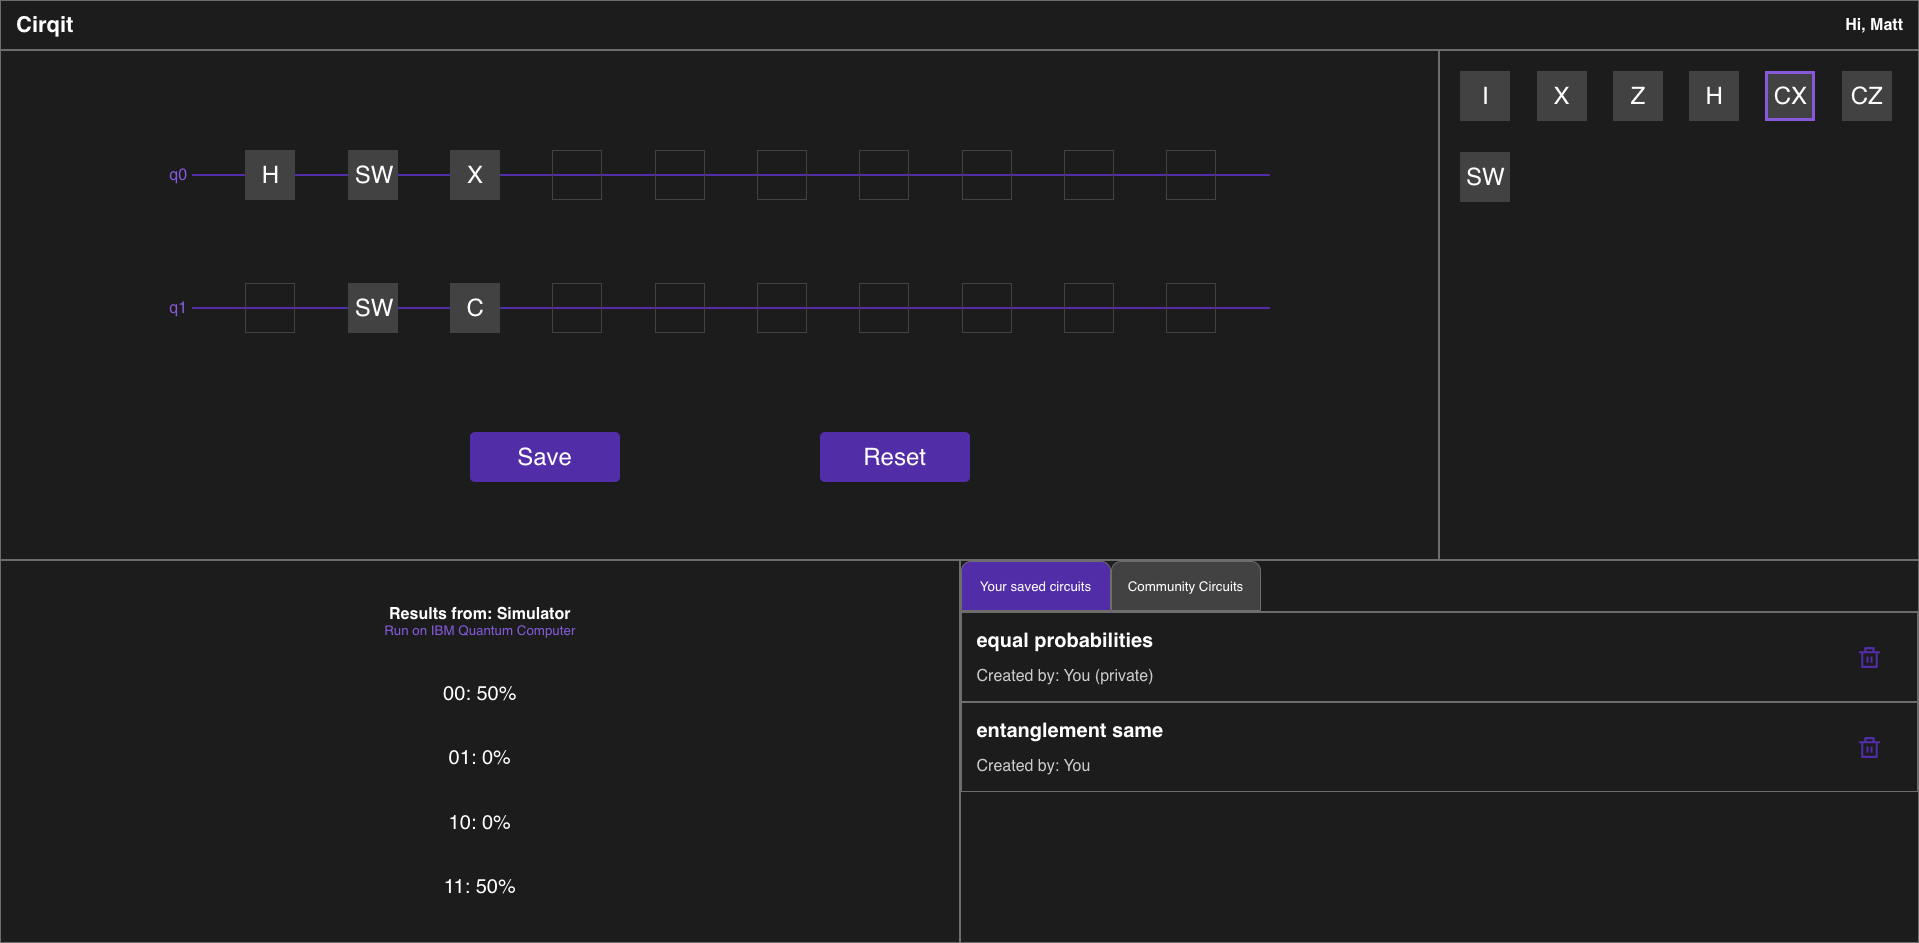 Cirqit
Hi, Matt
q0 H SW X
q1 SW C
Save
Reset
I X Z H CX CZ
SW
Results from: Simulator
Run on IBM Quantum Computer
00: 50%
01: 0%
10: 0%
11: 50%
Your saved circuits
Community Circuits
equal probabilities
Created by: You (private)
entanglement same
Created by: You